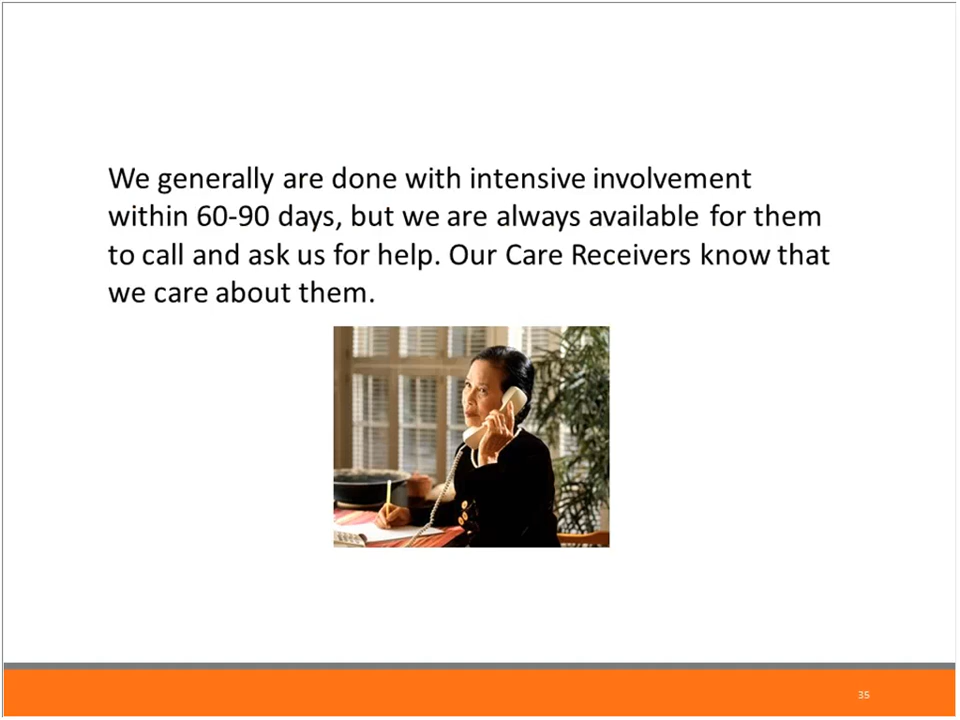 We generally are done with intensive involvement
within 60-90 days, but we are always available for them
to call and ask us for help. Our Care Receivers know that
we care about them.
35